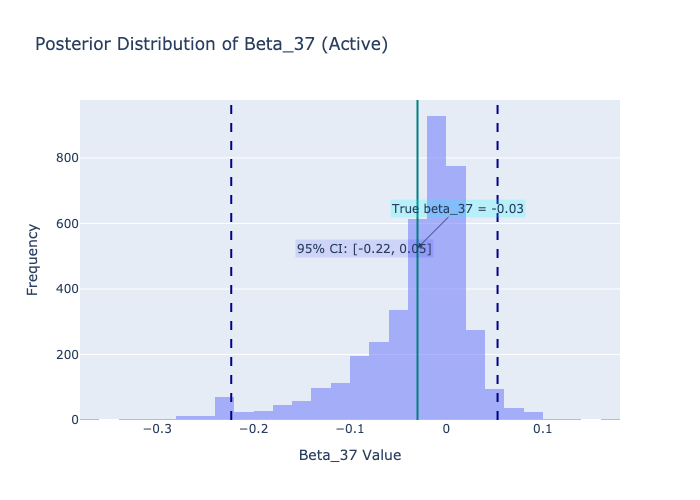 Posterior Distribution of Beta_37 (Active)
800
600
400
200
0
Frequency
True beta_37 = -0.03
95% CI: [-0.22, 0.05]
−0.3
−0.2
−0.1
0
0.1
Beta_37 Value